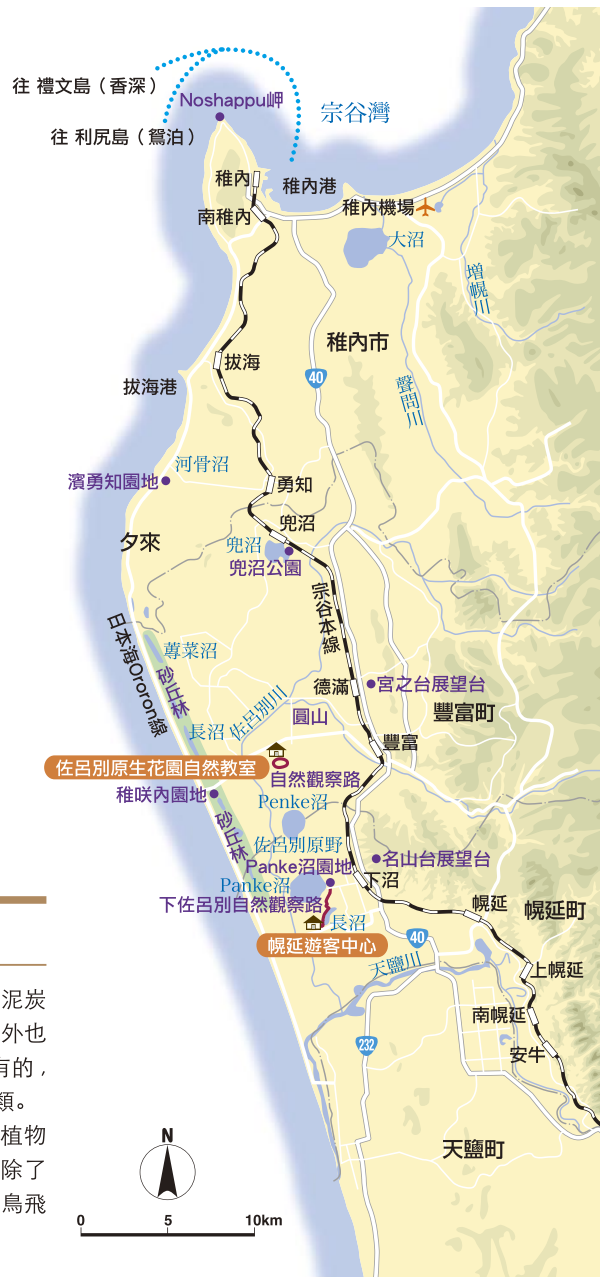 往 禮文島（香深）
Noshappu岬
宗谷灣
往 利尻島（鴛泊）
稚內
稚內港
南稚內
稚內機場
大沼
增幌川
稚內市
拔海
拔海港
40
聲問川
河骨沼
濱勇知園地
勇知
兜沼
夕來
兜沼
兜沼公園
宗谷本線
日本海Ororon線
蓴菜沼
砂丘林
德滿
宮之台展望台
長沼
佐呂別川
圓山
豐富町
豐富
佐呂別原生花園自然教室
自然觀察路
稚咲內園地
Penke沼
砂丘林
佐呂別原野
名山台展望台
Panke沼園地
Panke沼
下沼
下佐呂別自然觀察路
長沼
幌延
幌延町
幌延遊客中心
40
天鹽川
上幌延
南幌延
232
安牛
天鹽町
泥炭
外也
有的，
類。
植物
除了
鳥飛
N
0 5 10km